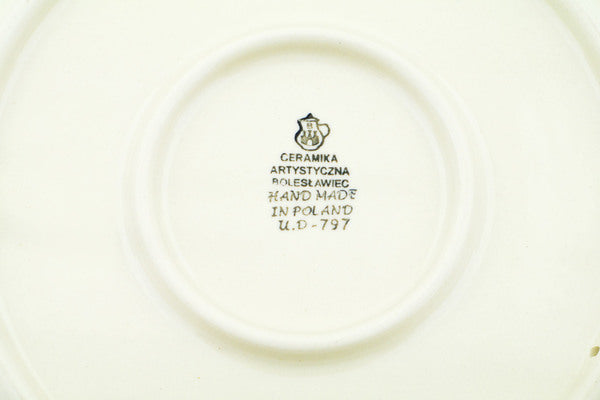 CERAMIKA
ARTYSTYCZNA
BOLESŁAWIEC
HAND MADE
IN POLAND
U.D-797